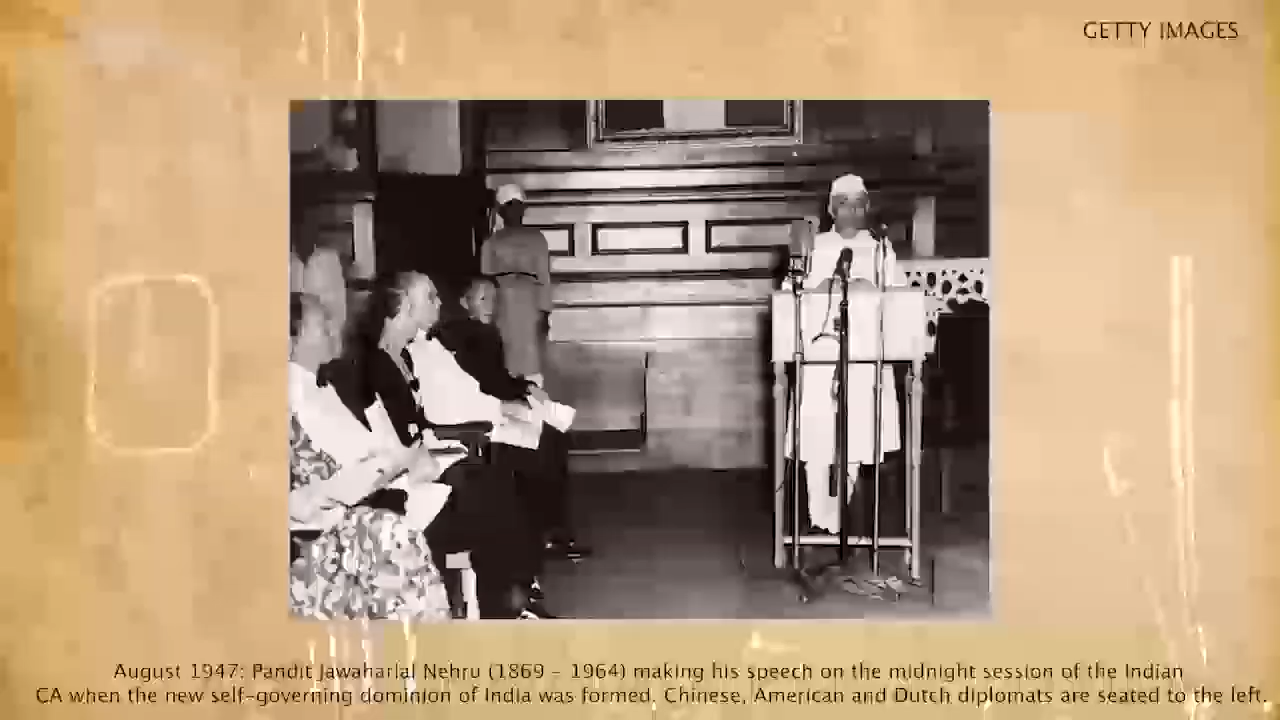 GETTY IMAGES
August 1947: Pandit Jawaharlal Nehru (1869 - 1964) making his speech on the midnight session of the Indian
CA when the new self-governing dominion of India was formed, Chinese, American and Dutch diplomats are seated to the left.